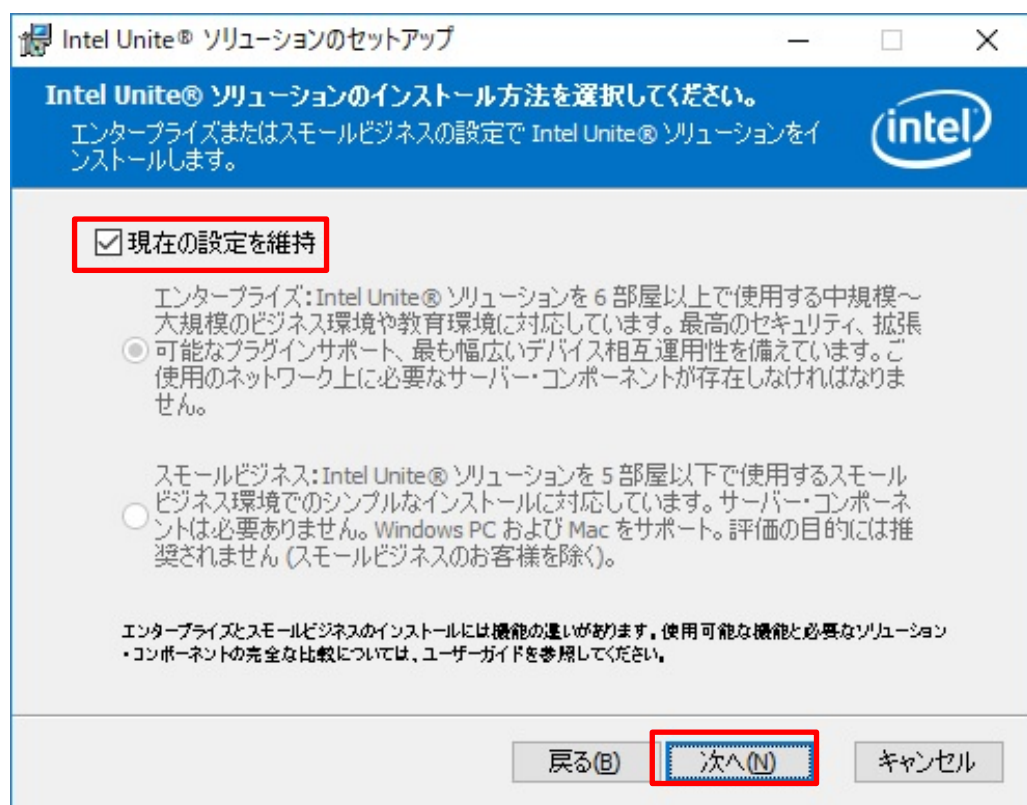 Intel Unite® ソリューションのセットアップ
Intel Unite® ソリューションのインストール方法を選択してください。
エンタープライズまたはスモールビジネスの設定で Intel Unite® ソリューションをイ
ンストールします。
intel
現在の設定を維持
エンタープライズ: Intel Unite® ソリューションを 6 部屋以上で使用する中規模～
大規模のビジネス環境や教育環境に対応しています。最高のセキュリティ、拡張
可能なプラグインサポート、最も幅広いデバイス相互運用性を備えています。ご
使用のネットワーク上に必要なサーバー・コンポーネントが存在しなければなりま
せん。
スモールビジネス: Intel Unite® ソリューションを 5 部屋以下で使用するスモール
ビジネス環境でのシンプルなインストールに対応しています。サーバー・コンポーネ
ントは必要ありません。Windows PC および Mac をサポート。評価の目的には推
奨されません (スモールビジネスのお客様を除く)。
エンタープライズとスモールビジネスのインストールには機能の違いがあります。使用可能な機能と必要なソリューション
・コンポーネントの完全な比較については、ユーザーガイドを参照してください。
戻る(B)
次へ(N)
キャンセル